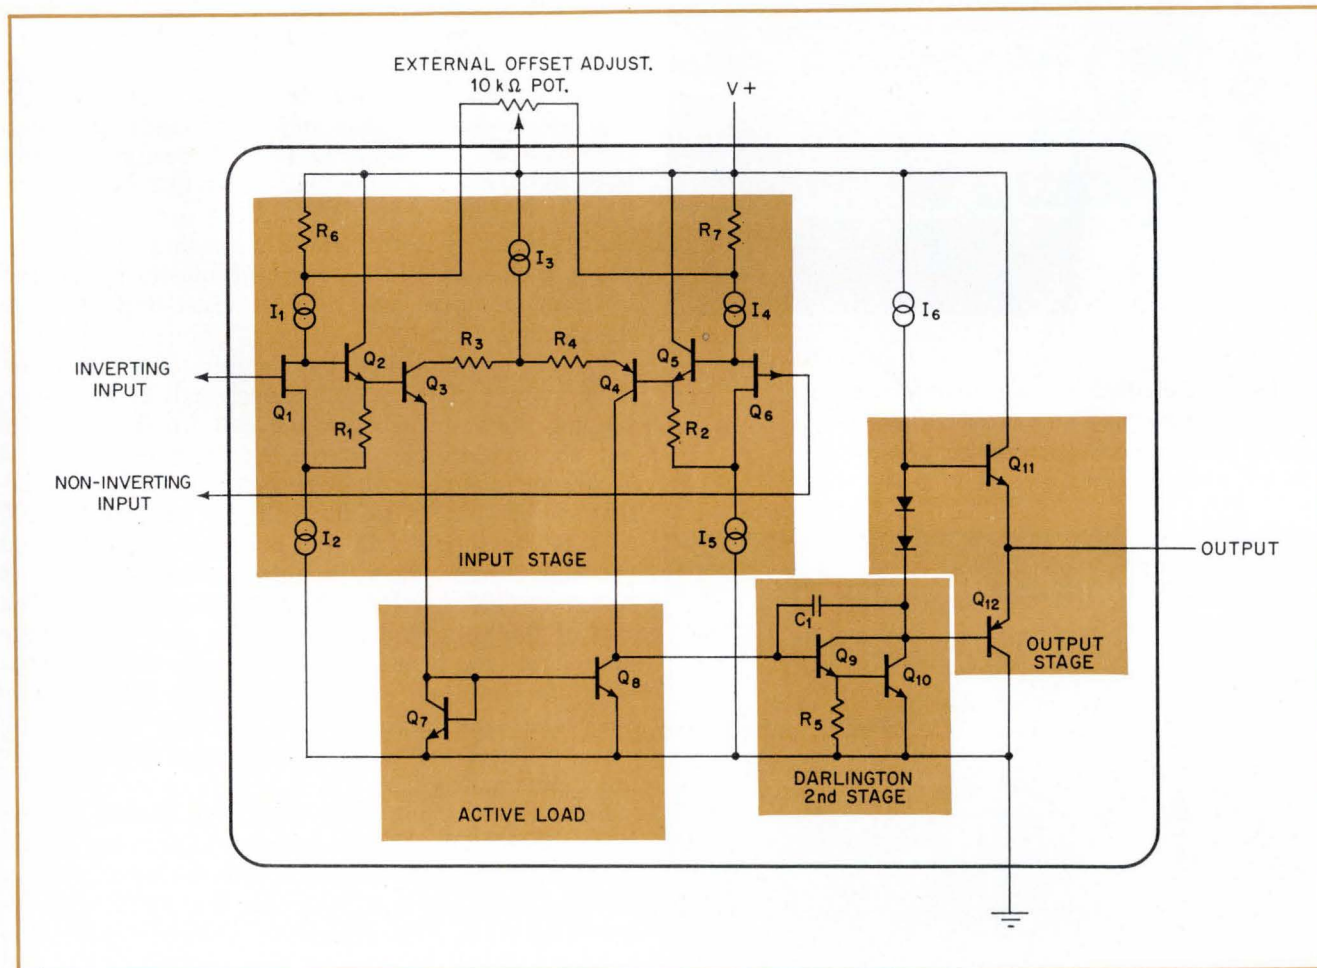 EXTERNAL OFFSET ADJUST.
10 kΩ POT.
V+
R6
R7
I3
I1
I4
I6
R3
R4
Q2
Q5
INVERTING
INPUT
Q3
Q4
Q1
Q6
R1
R2
Q11
NON-INVERTING
INPUT
I2
I5
INPUT STAGE
OUTPUT
Q12
C1
OUTPUT
STAGE
Q9
Q8
Q10
Q7
R5
DARLINGTON
2nd STAGE
ACTIVE LOAD